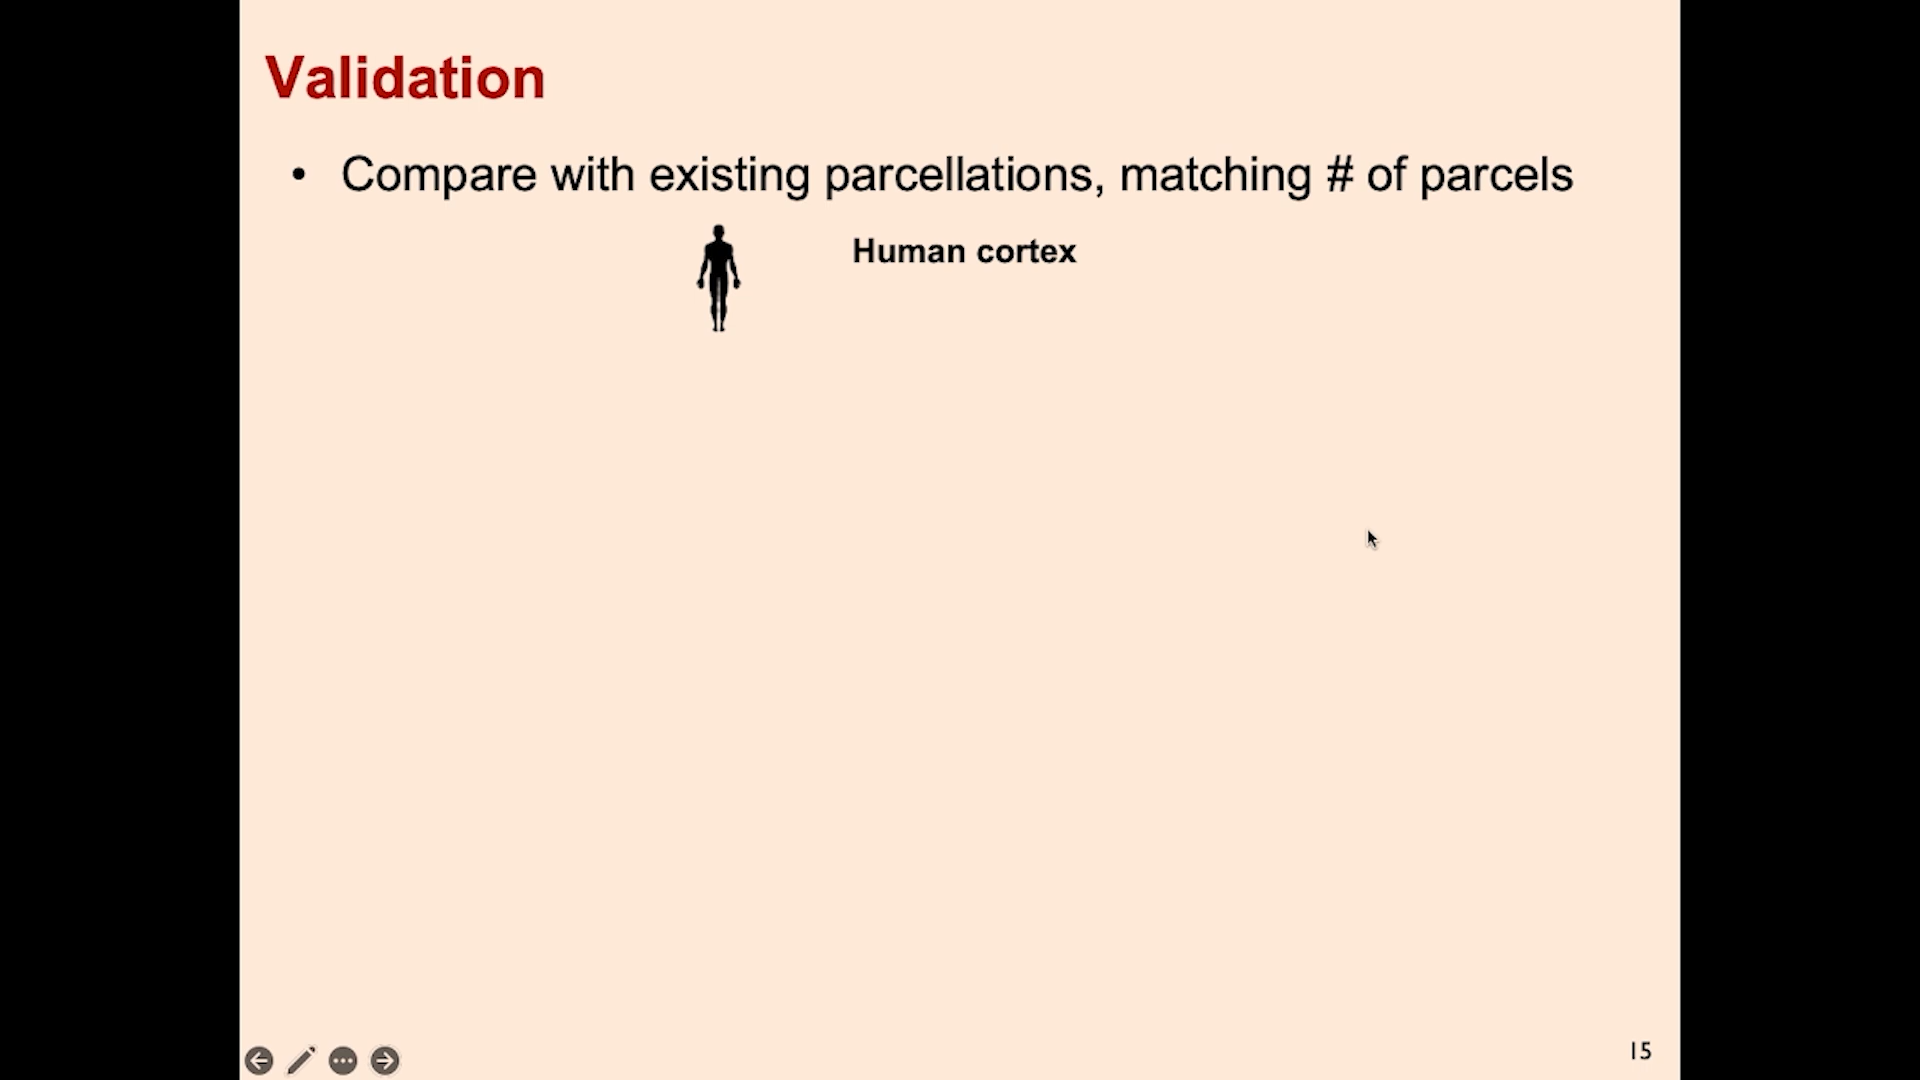 Validation
• Compare with existing parcellations, matching # of parcels
Human cortex
15